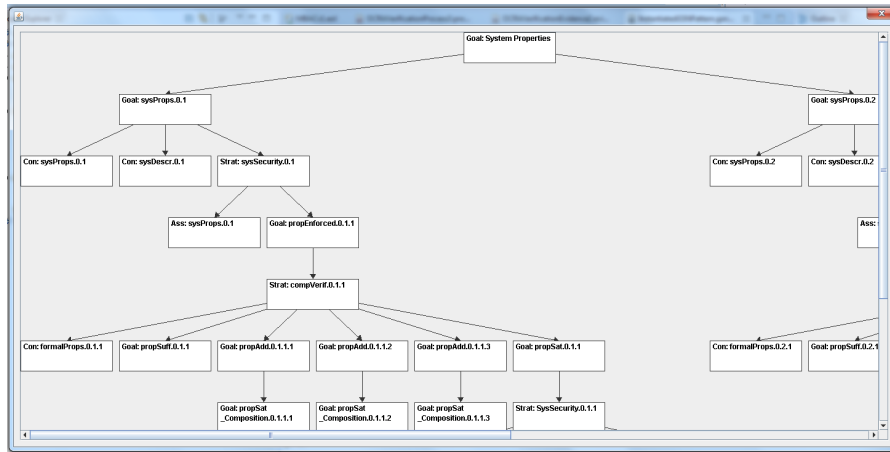 Goal: System Properties
Goal: sysProps.0.1
Goal: sysProps.0.2
Con: sysProps.0.1
Con: sysDescr.0.1
Strat: sysSecurity.0.1
Con: sysProps.0.2
Con: sysDescr.0.2
Ass: sysProps.0.1
Goal: propEnforced.0.1.1
Ass:
Strat: compVerif.0.1.1
Con: formalProps.0.1.1
Goal: propSuff.0.1.1
Goal: propAdd.0.1.1.1
Goal: propAdd.0.1.1.2
Goal: propAdd.0.1.1.3
Goal: propSat.0.1.1
Con: formalProps.0.2.1
Goal: propSuff.0.2.1
Goal: propSat
_Composition.0.1.1.1
Goal: propSat
_Composition.0.1.1.2
Goal: propSat
_Composition.0.1.1.3
Strat: SysSecurity.0.1.1